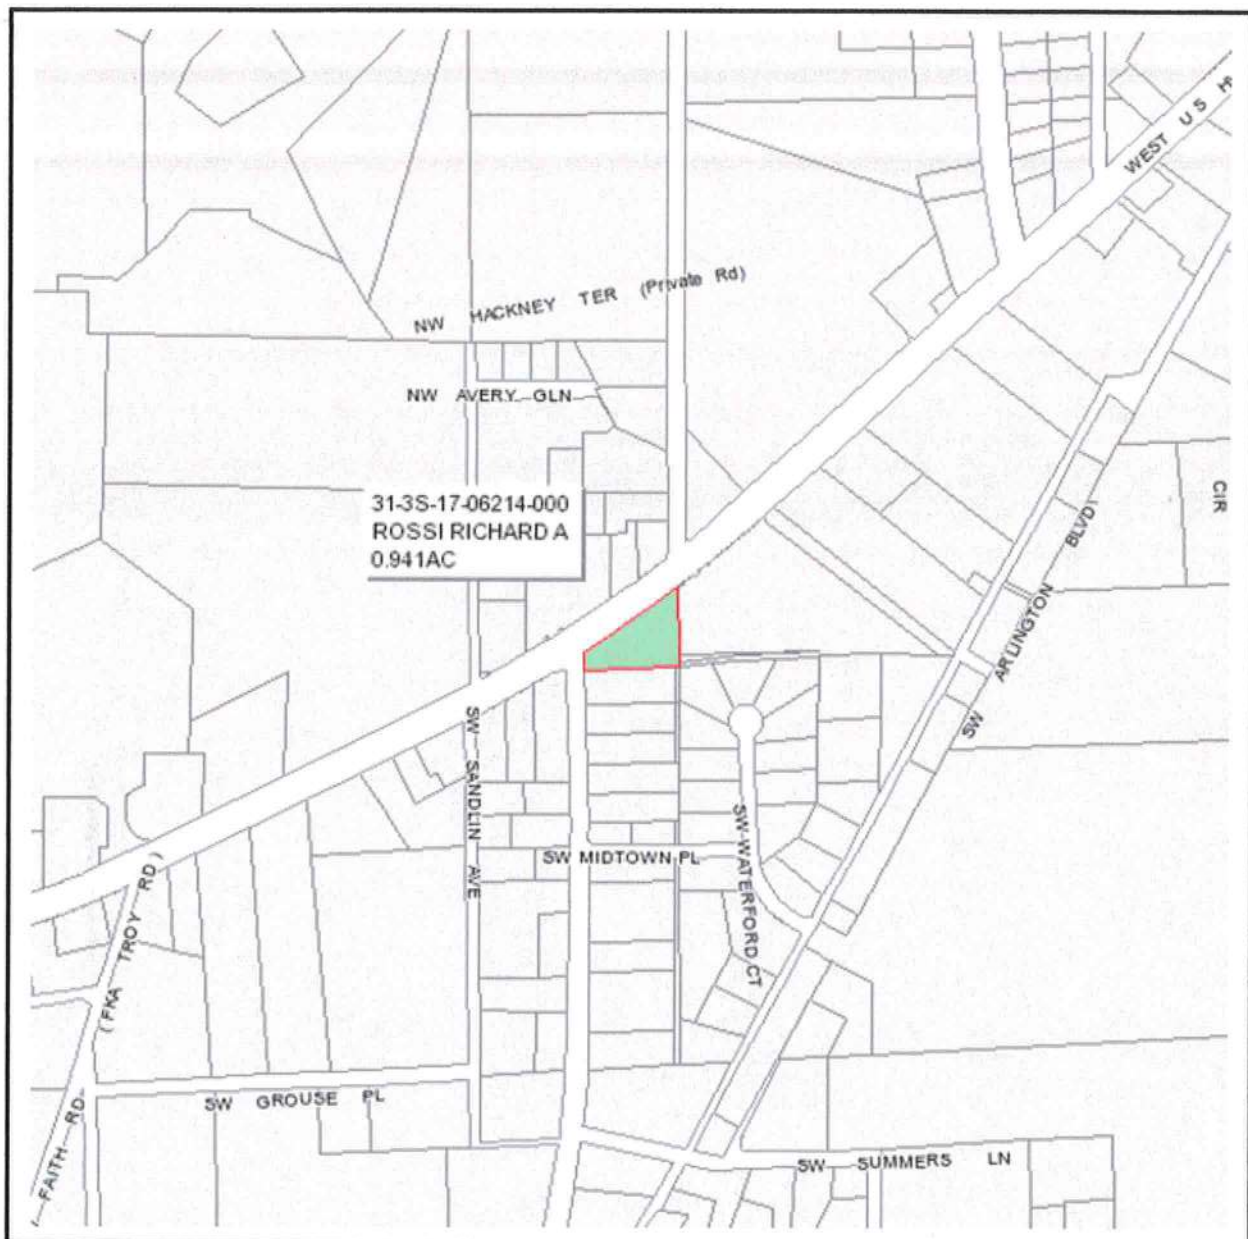 WEST U S H
NW HACKNEY TER (Private Rd)
NW AVERY GLN
31-3S-17-06214-000
ROSSI RICHARD A
0.941AC
CIR
SW ARLINGTON BLVD
SW SANDLIN AVE
SW WATERFORD CT
SW MIDTOWN PL
(FKA TROY RD)
SW GROUSE PL
FAITH RD
SW SUMMERS LN